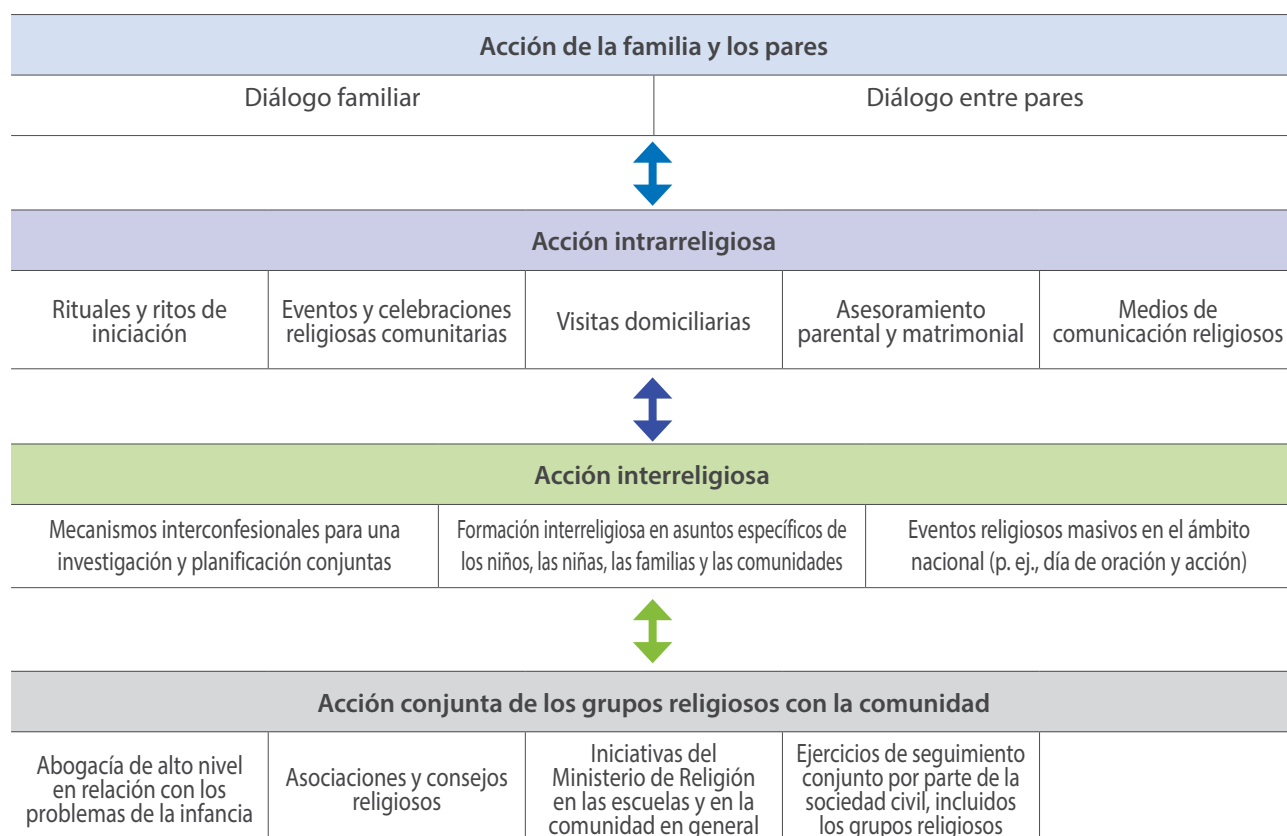 Acción de la familia y los pares
Diálogo familiar
Diálogo entre pares
Acción intrarreligiosa
Rituales y ritos de
iniciación
Eventos y celebraciones
religiosas comunitarias
Visitas domiciliarias
Asesoramiento
parental y matrimonial
Medios de
comunicación religiosos
Acción interreligiosa
Mecanismos interconfesionales para una
investigación y planificación conjuntas
Formación interreligiosa en asuntos específicos de
los niños, las niñas, las familias y las comunidades
Eventos religiosos masivos en el ámbito
nacional (p. ej., día de oración y acción)
Acción conjunta de los grupos religiosos con la comunidad
Abogacía de alto nivel
en relación con los
problemas de la infancia
Asociaciones y consejos
religiosos
Iniciativas del
Ministerio de Religión
en las escuelas y en la
comunidad en general
Ejercicios de seguimiento
conjunto por parte de la
sociedad civil, incluidos
los grupos religiosos